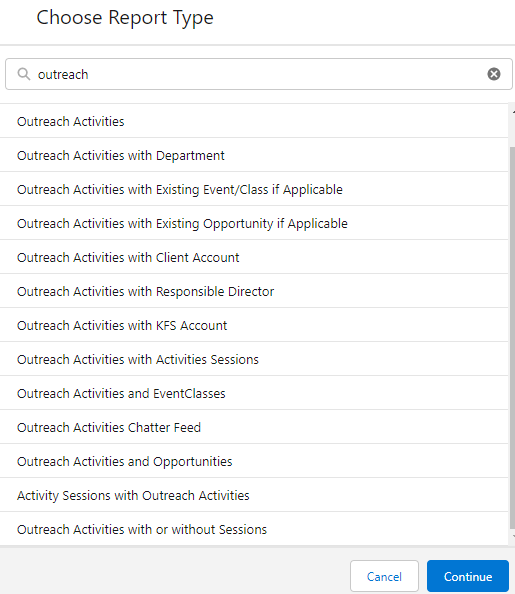 Choose Report Type
outreach
Outreach Activities
Outreach Activities with Department
Outreach Activities with Existing Event/Class if Applicable
Outreach Activities with Existing Opportunity if Applicable
Outreach Activities with Client Account
Outreach Activities with Responsible Director
Outreach Activities with KFS Account
Outreach Activities with Activities Sessions
Outreach Activities and EventClasses
Outreach Activities Chatter Feed
Outreach Activities and Opportunities
Activity Sessions with Outreach Activities
Outreach Activities with or without Sessions
Cancel
Continue